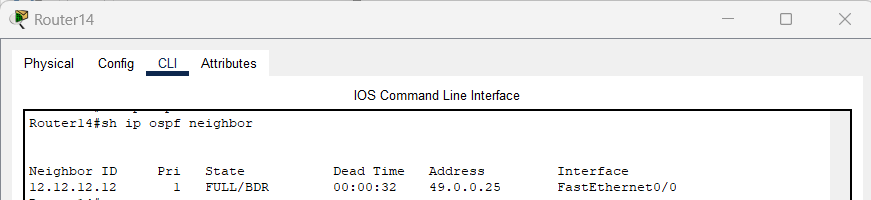 Router14
Physical Config CLI Attributes
IOS Command Line Interface
Router14#sh ip ospf neighbor
Neighbor ID Pri State Dead Time Address Interface
12.12.12.12 1 FULL/BDR 00:00:32 49.0.0.25 FastEthernet0/0